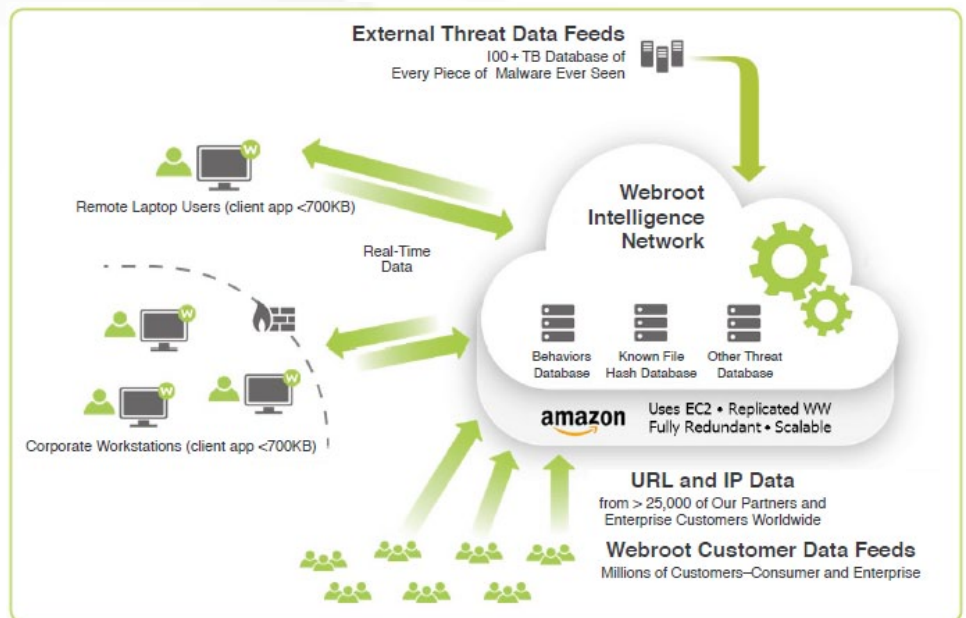 External Threat Data Feeds
100+ TB Database of
Every Piece of Malware Ever Seen
W
Remote Laptop Users (client app <700KB)
Real-Time
Data
Webroot
Intelligence
Network
W
W
W
Corporate Workstations (client app <700KB)
Behaviors
Database
Known File
Hash Database
Other Threat
Database
amazon
Uses EC2 • Replicated WW
Fully Redundant • Scalable
URL and IP Data
from > 25,000 of Our Partners and
Enterprise Customers Worldwide
Webroot Customer Data Feeds
Millions of Customers–Consumer and Enterprise